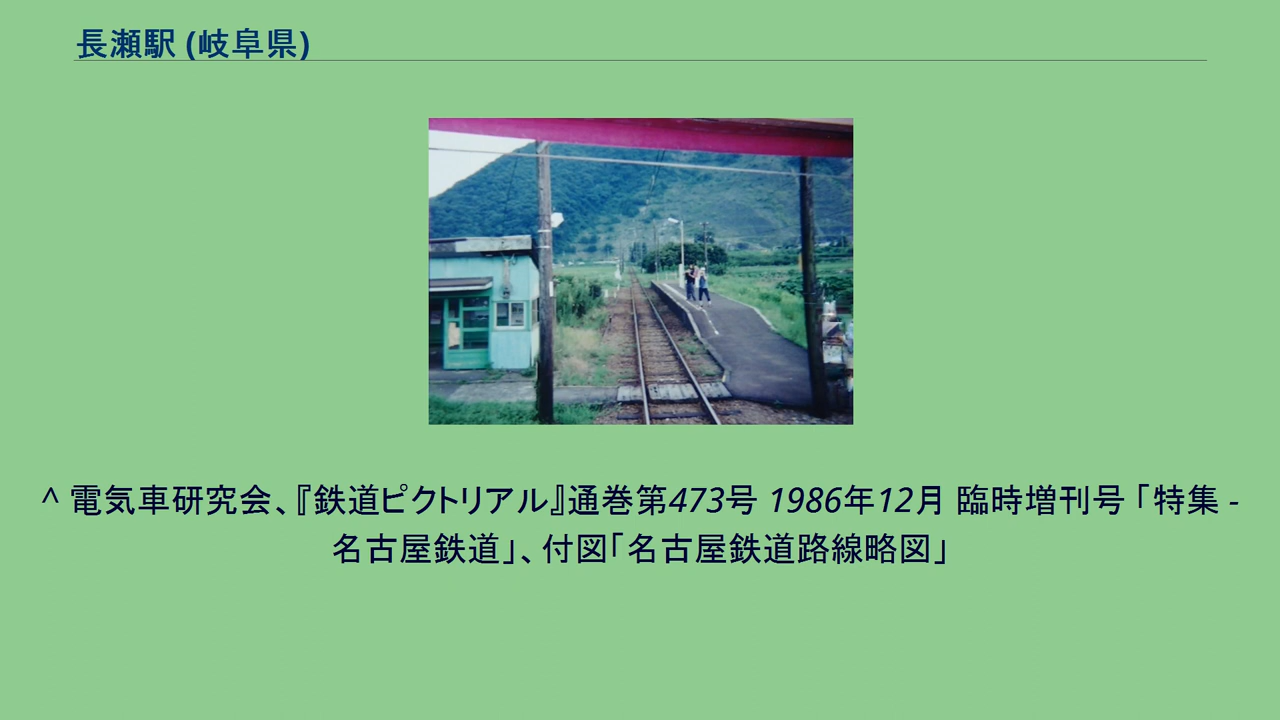 長瀬駅 (岐阜県)
^ 電気車研究会、『鉄道ピクトリアル』通巻第473号 1986年12月 臨時増刊号 「特集 -
名古屋鉄道」、付図「名古屋鉄道路線略図」